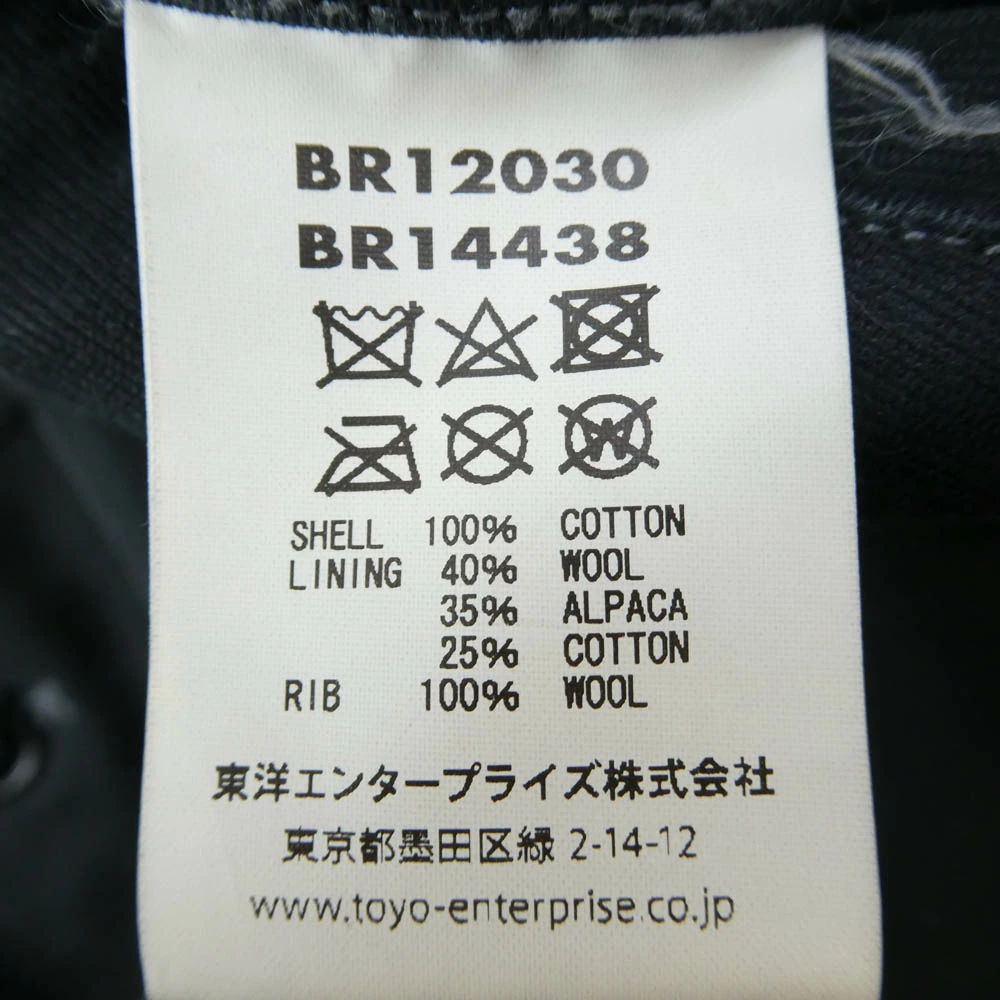 BR12030
BR14438
W
SHELL 100% COTTON
LINING 40% WOOL
35% ALPACA
25% COTTON
RIB 100% WOOL
東洋エンタープライズ株式会社
東京都墨田区緑 2-14-12
www.toyo-enterprise.co.jp